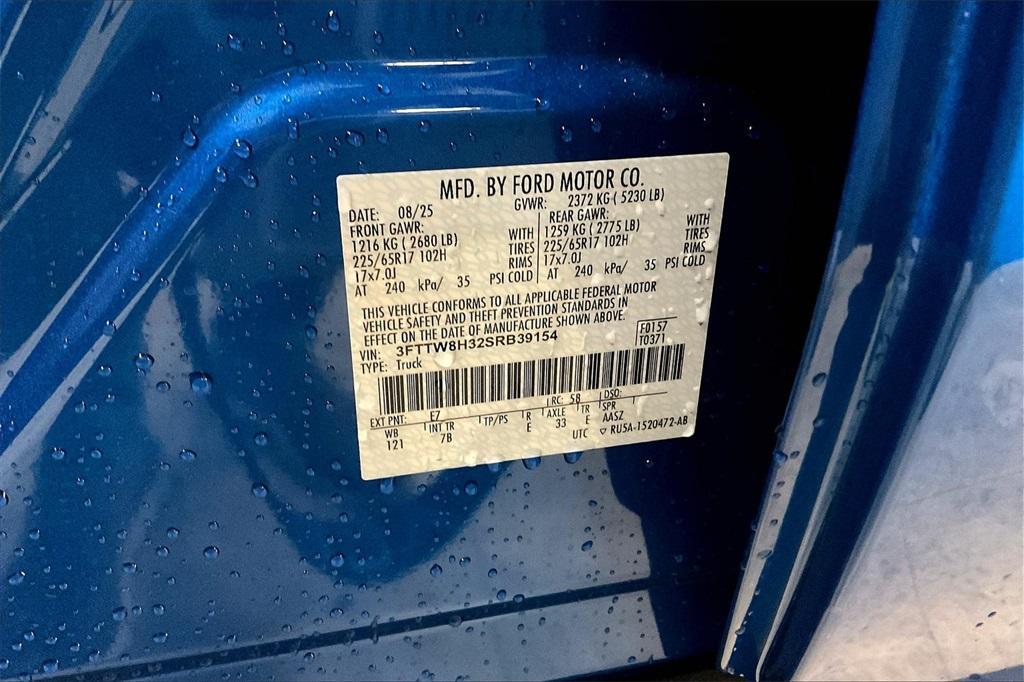 MFD. BY FORD MOTOR CO.
DATE: 08/25 GVWR: 2372 KG ( 5230 LB)
FRONT GAWR: REAR GAWR:
1216 KG ( 2680 LB) WITH 1259 KG ( 2775 LB) WITH
225/65R17 102H TIRES 225/65R17 102H TIRES
17x7.0J RIMS 17x7.0J RIMS
AT 240 kPa/ 35 PSI COLD AT 240 kPa/ 35 PSI COLD
THIS VEHICLE CONFORMS TO ALL APPLICABLE FEDERAL MOTOR
VEHICLE SAFETY AND THEFT PREVENTION STANDARDS IN
EFFECT ON THE DATE OF MANUFACTURE SHOWN ABOVE.
VIN: 3FTTW8H32SRB39154 F0157
TYPE: Truck T0371
EXT PNT: E7 RC: 58 DSO:
WB INT TR TP/PS R AXLE TR SPR
121 7B E 33 E AASZ
UTC ▽ RU5A-1520472-AB